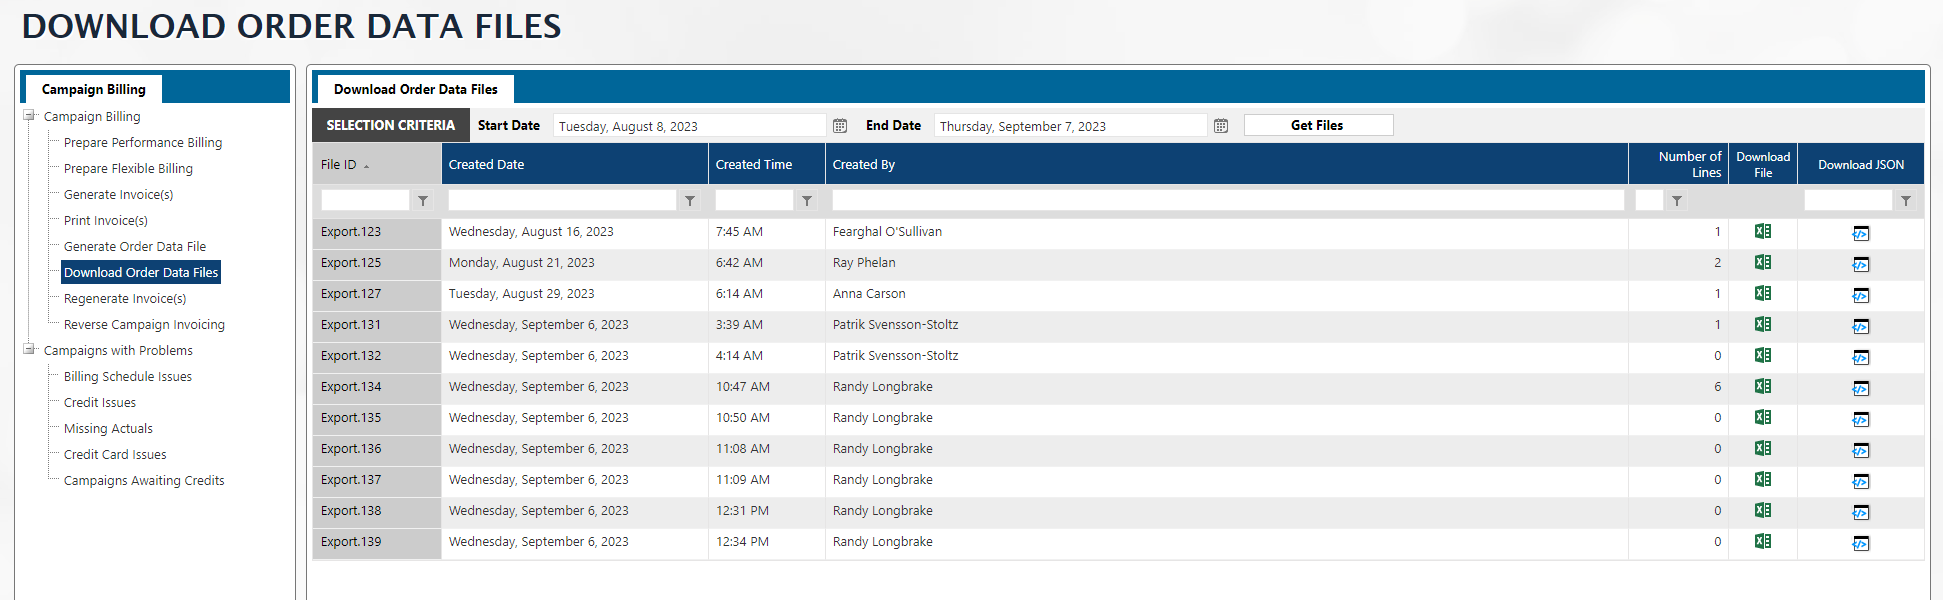 DOWNLOAD ORDER DATA FILES
Campaign Billing
Campaign Billing
Prepare Performance Billing
Prepare Flexible Billing
Generate Invoice(s)
Print Invoice(s)
Generate Order Data File
Download Order Data Files
Regenerate Invoice(s)
Reverse Campaign Invoicing
Campaigns with Problems
Billing Schedule Issues
Credit Issues
Missing Actuals
Credit Card Issues
Campaigns Awaiting Credits
Download Order Data Files
SELECTION CRITERIA Start Date Tuesday, August 8, 2023 End Date Thursday, September 7, 2023 Get Files
File ID Created Date Created Time Created By Number of Lines Download File Download JSON
Export.123 Wednesday, August 16, 2023 7:45 AM Fearghal O'Sullivan 1
Export.125 Monday, August 21, 2023 6:42 AM Ray Phelan 2
Export.127 Tuesday, August 29, 2023 6:14 AM Anna Carson 1
Export.131 Wednesday, September 6, 2023 3:39 AM Patrik Svensson-Stoltz 1
Export.132 Wednesday, September 6, 2023 4:14 AM Patrik Svensson-Stoltz 0
Export.134 Wednesday, September 6, 2023 10:47 AM Randy Longbrake 6
Export.135 Wednesday, September 6, 2023 10:50 AM Randy Longbrake 0
Export.136 Wednesday, September 6, 2023 11:08 AM Randy Longbrake 0
Export.137 Wednesday, September 6, 2023 11:09 AM Randy Longbrake 0
Export.138 Wednesday, September 6, 2023 12:31 PM Randy Longbrake 0
Export.139 Wednesday, September 6, 2023 12:34 PM Randy Longbrake 0